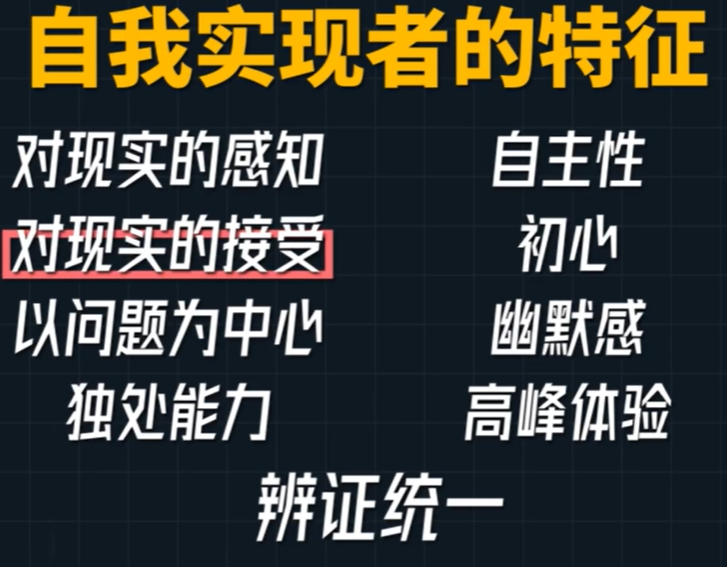 自我实现者的特征
对现实的感知
自主性
对现实的接受
初心
以问题为中心
幽默感
独处能力
高峰体验
辨证统一